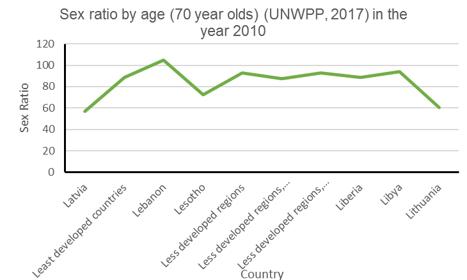 Sex ratio by age (70 year olds) (UNWPP, 2017) in the
year 2010
120
100
80
60
40
20
0
Sex Ratio
Latvia
Least developed countries
Lebanon
Lesotho
Less developed regions
Less developed regions,...
Less developed regions,...
Liberia
Libya
Lithuania
Country